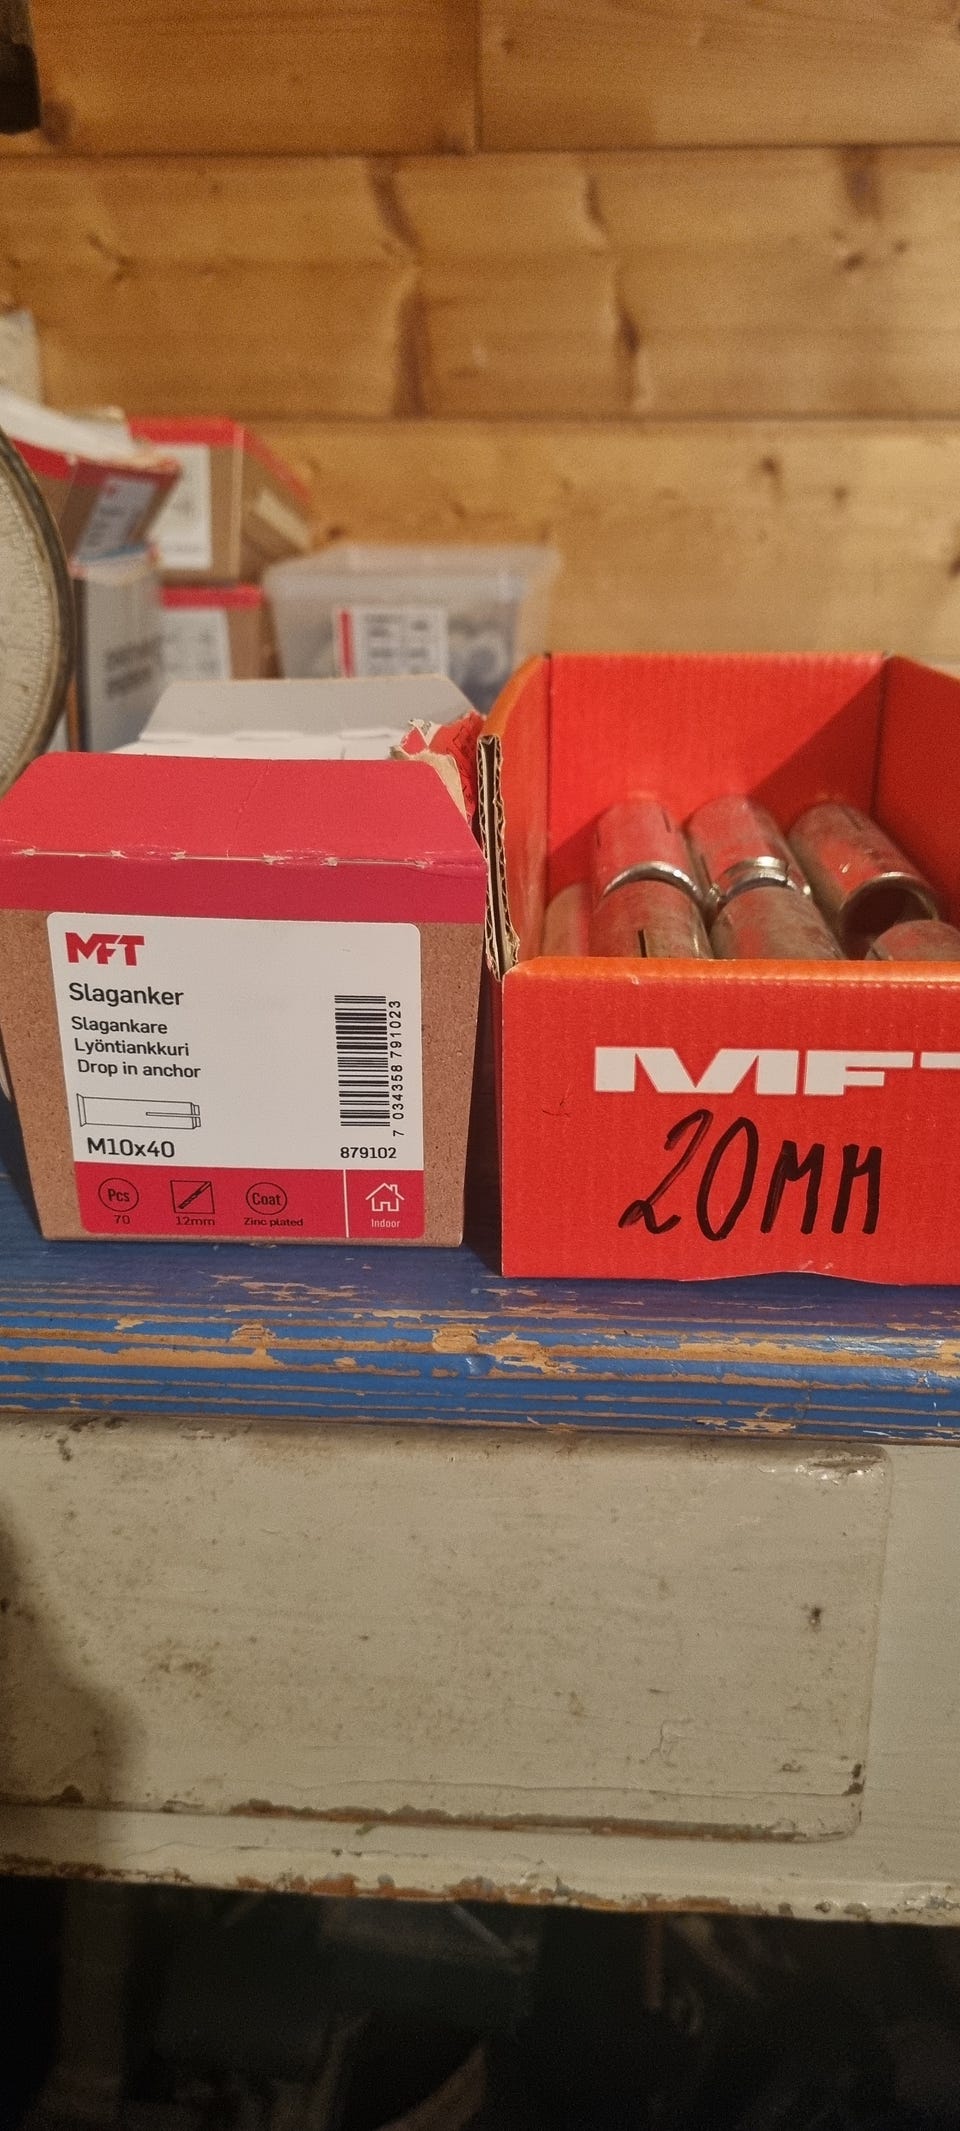 MFT
Slaganker
Slagankare
Lyöntiankkuri
Drop in anchor
M10x40
7 034358 791023
879102
Pcs
70
12mm
Coat
Zinc plated
Indoor
MFT
20MM